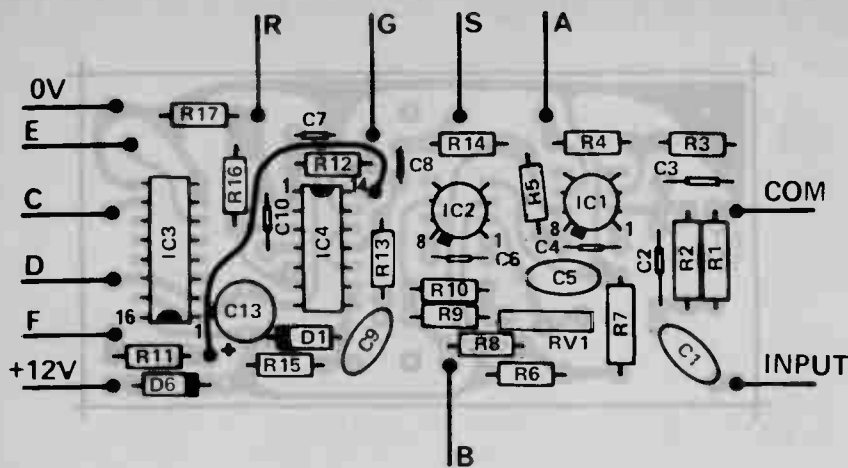 R G S A
0V
R17
C7
E
R12
C8
R14
R4
R3
C3
R16
1 14
C
C10
IC3
IC4
R13
IC2
8 1
H5
IC1
8 1
COM
C6
C4
C5
C2
R2
R1
D
R10
R9
R7
F
16 1
C13
+
D1
C9
R8
RV1
C1
R11
R15
R6
INPUT
+12V
D6
B